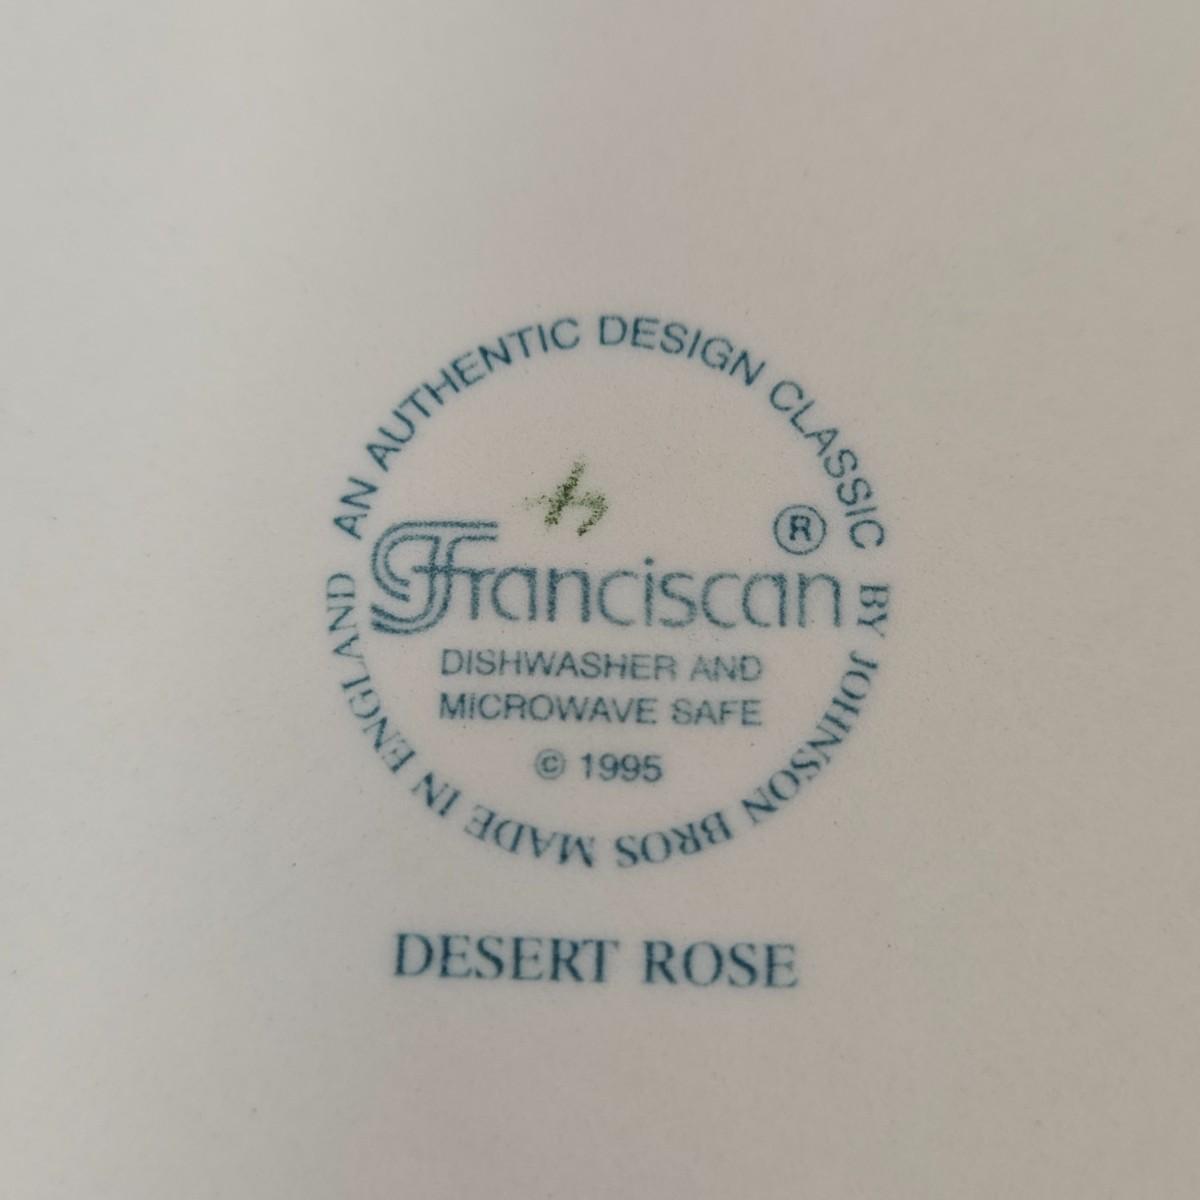 AN AUTHENTIC DESIGN CLASSIC BY JOHNSON BROS MADE IN ENGLAND
Franciscan ®
DISHWASHER AND
MICROWAVE SAFE
© 1995
DESERT ROSE